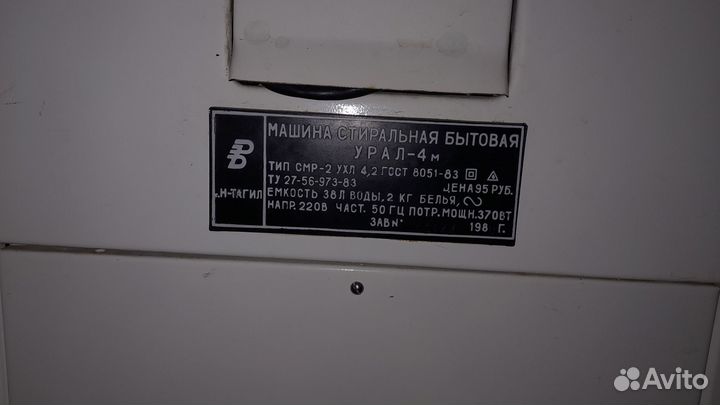 МАШИНА СТИРАЛЬНАЯ БЫТОВАЯ
УРАЛ-4м
ТИП СМР-2 УХЛ 4,2 ГОСТ 8051-83
ТУ 27-56-973-83
ЦЕНА 95 РУБ.
г.Н-ТАГИЛ
ЕМКОСТЬ 38Л ВОДЫ, 2 КГ БЕЛЬЯ,
НАПР. 220В ЧАСТ. 50 ГЦ ПОТР. МОЩН. 370ВТ
ЗАВ№ 198 Г.
Avito